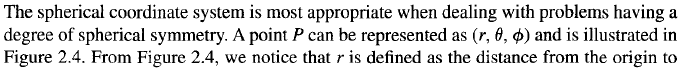 The spherical coordinate system is most appropriate when dealing with problems having a
degree of spherical symmetry. A point P can be represented as (r, θ, ϕ) and is illustrated in
Figure 2.4. From Figure 2.4, we notice that r is defined as the distance from the origin to